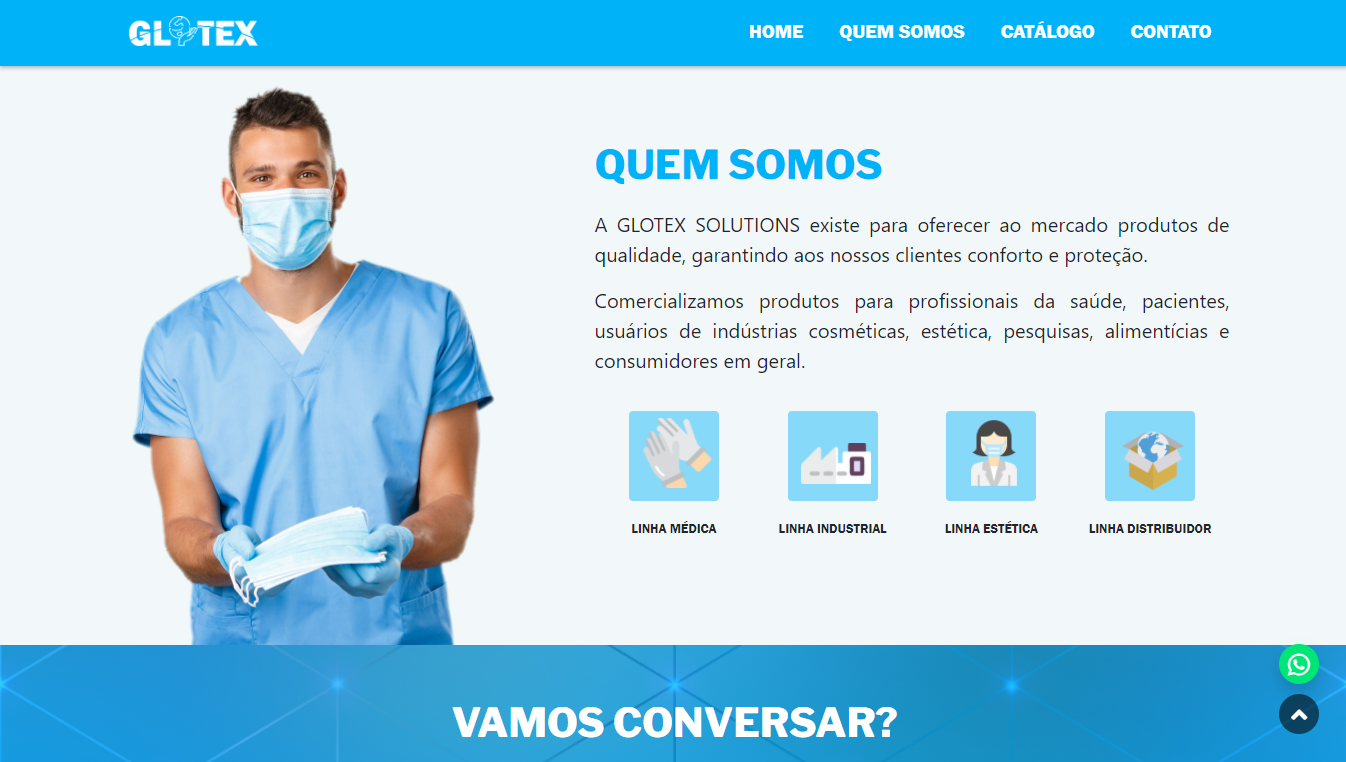 GLOTEX
HOME QUEM SOMOS CATÁLOGO CONTATO
QUEM SOMOS
A GLOTEX SOLUTIONS existe para oferecer ao mercado produtos de
qualidade, garantindo aos nossos clientes conforto e proteção.
Comercializamos produtos para profissionais da saúde, pacientes,
usuários de indústrias cosméticas, estética, pesquisas, alimentícias e
consumidores em geral.
LINHA MÉDICA LINHA INDUSTRIAL LINHA ESTÉTICA LINHA DISTRIBUIDOR
VAMOS CONVERSAR?